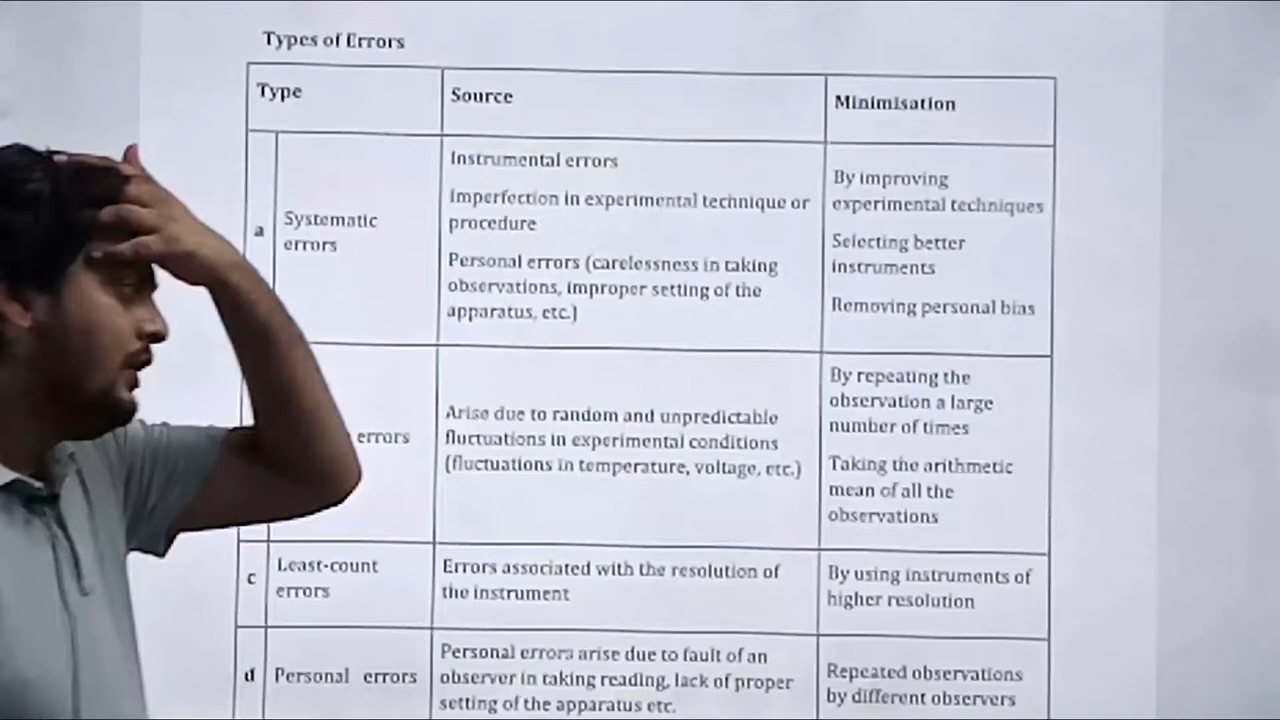 Types of Errors
Type
Source
Minimisation
a
Systematic
errors
Instrumental errors
Imperfection in experimental technique or
procedure
Personal errors (carelessness in taking
observations, improper setting of the
apparatus, etc.)
By improving
experimental techniques
Selecting better
instruments
Removing personal bias
errors
Arise due to random and unpredictable
fluctuations in experimental conditions
(fluctuations in temperature, voltage, etc.)
By repeating the
observation a large
number of times
Taking the arithmetic
mean of all the
observations
c
Least-count
errors
Errors associated with the resolution of
the instrument
By using instruments of
higher resolution
d
Personal errors
Personal errors arise due to fault of an
observer in taking reading, lack of proper
setting of the apparatus etc.
Repeated observations
by different observers